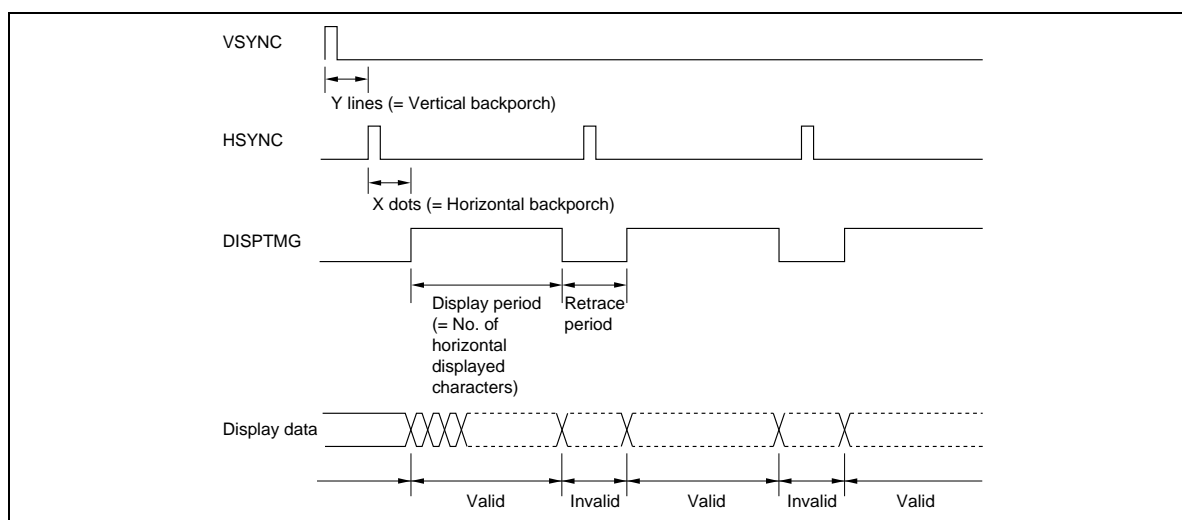 VSYNC
Y lines (= Vertical backporch)
HSYNC
X dots (= Horizontal backporch)
DISPTMG
Display period
(= No. of
horizontal
displayed
characters)
Retrace
period
Display data
Valid
Invalid
Valid
Invalid
Valid